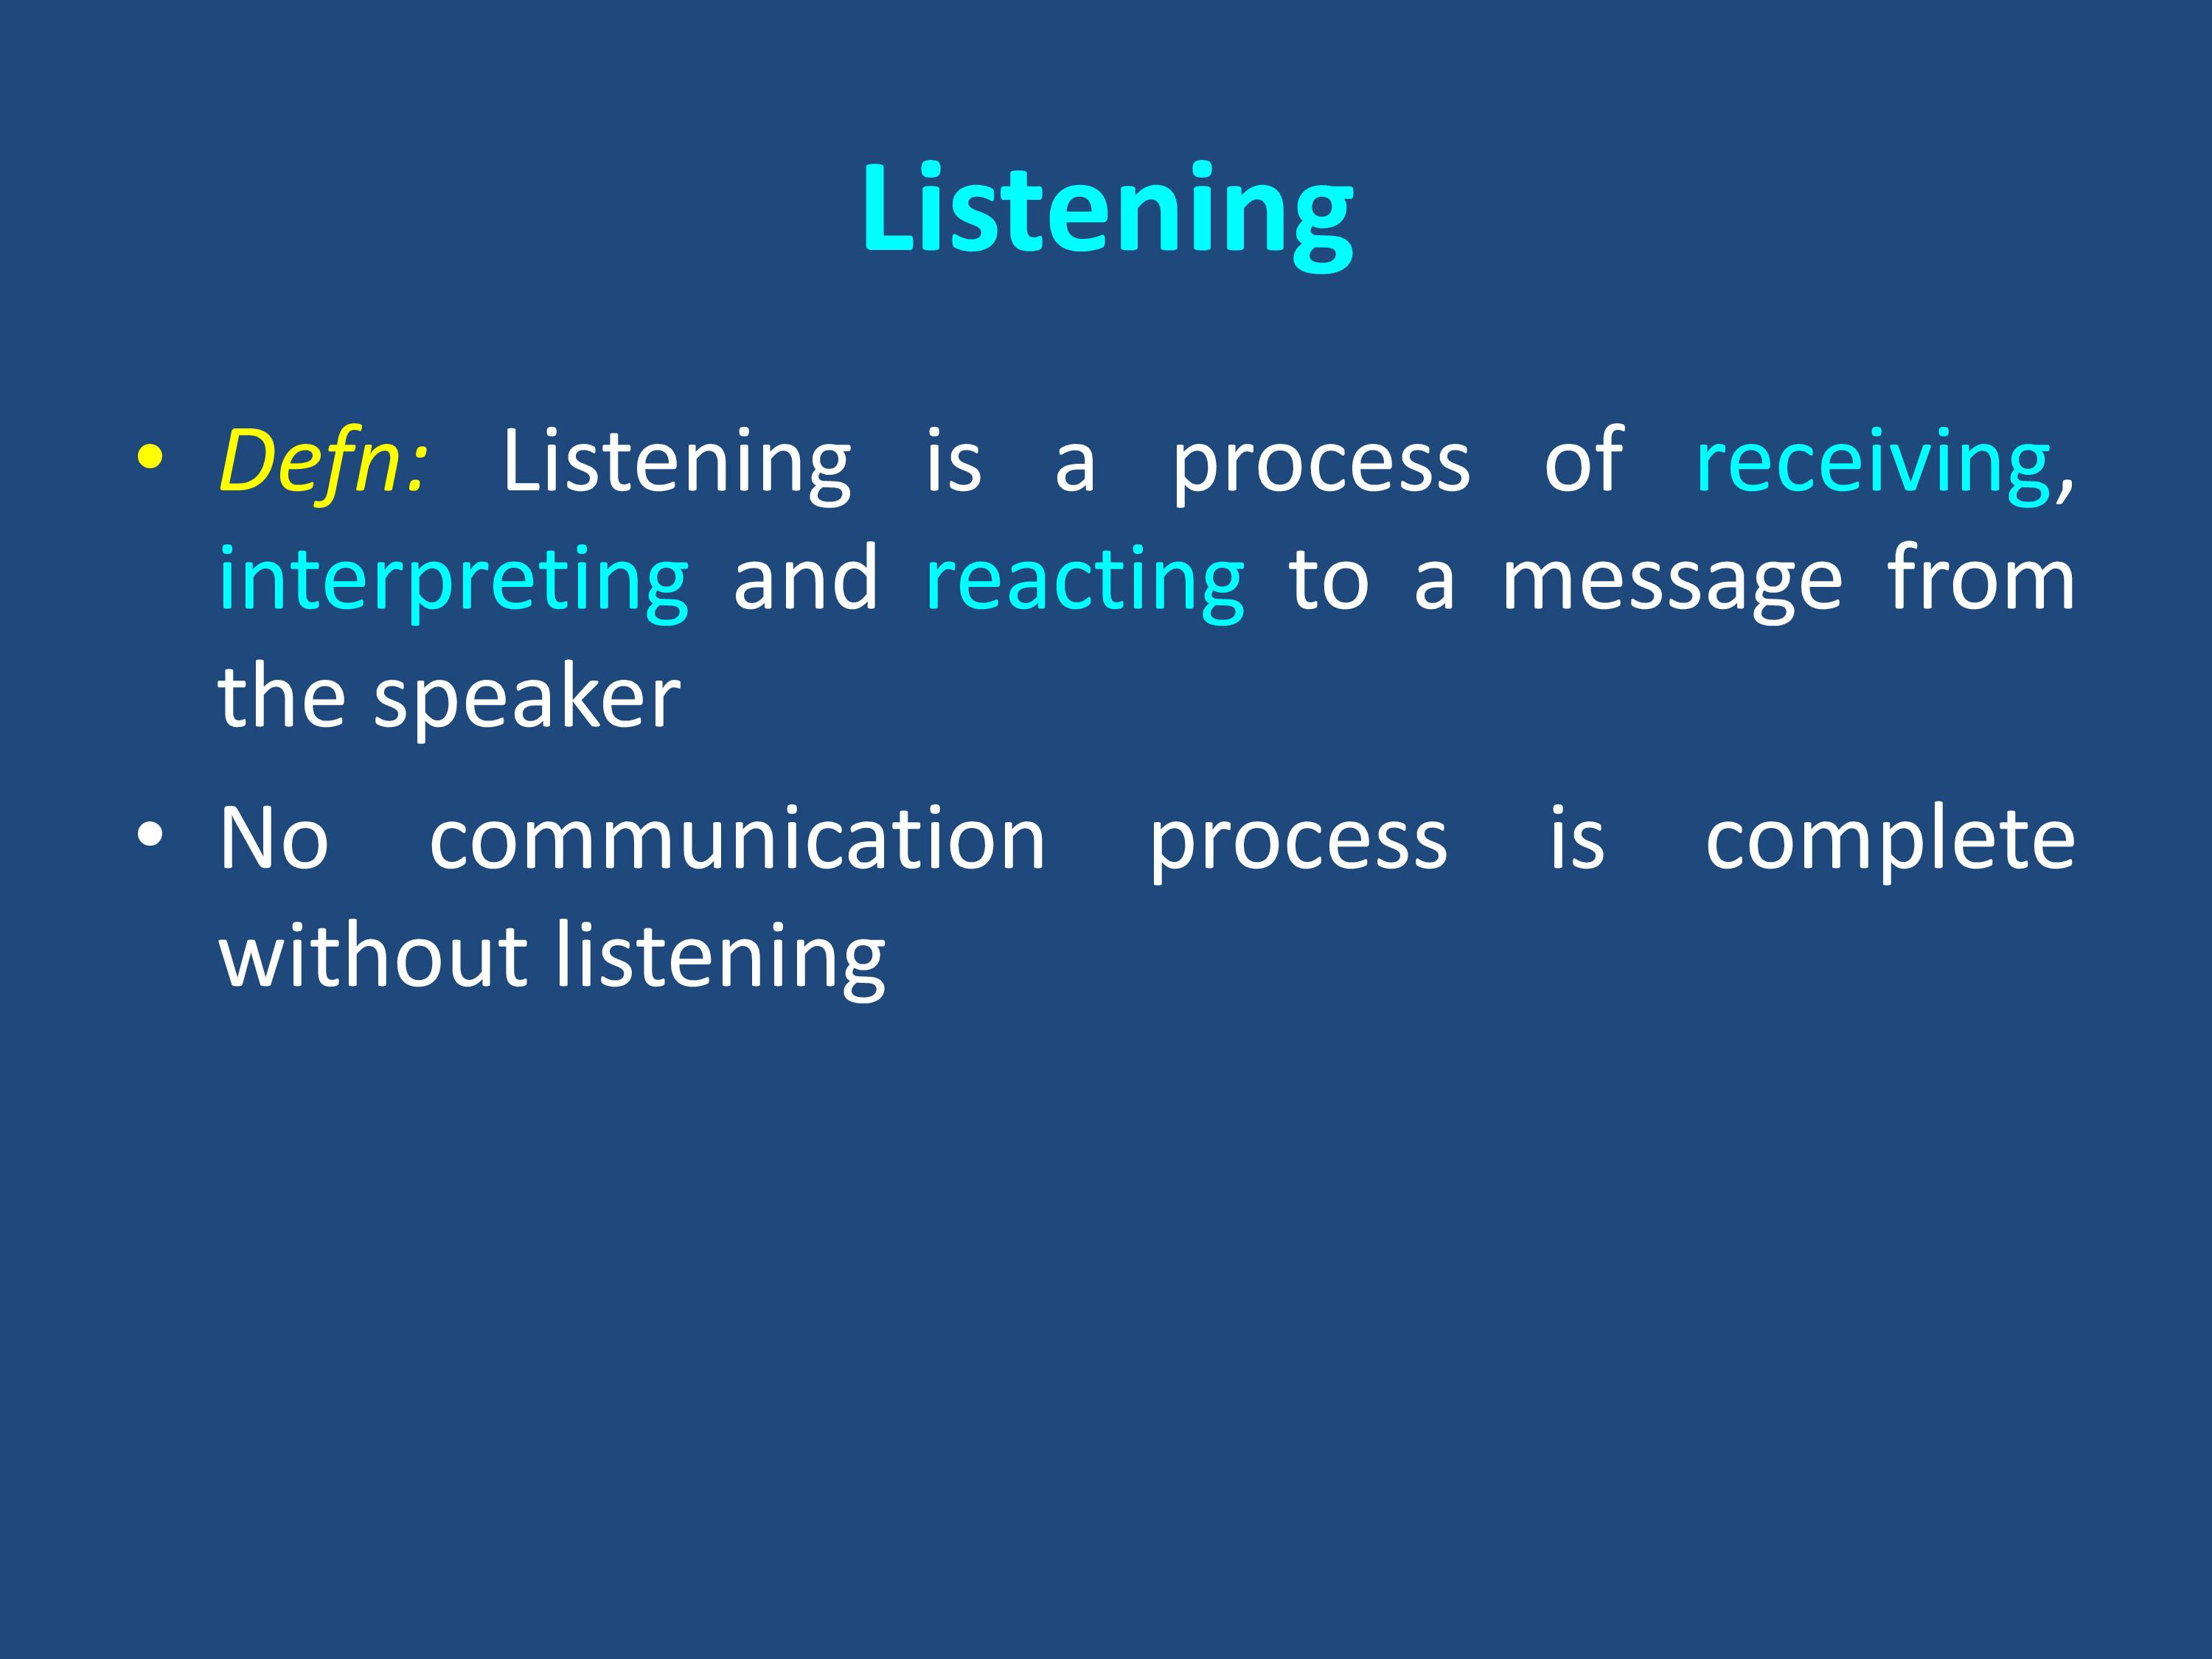 Listening
• Defn: Listening is a process of receiving,
interpreting and reacting to a message from
the speaker
• No communication process is complete
without listening